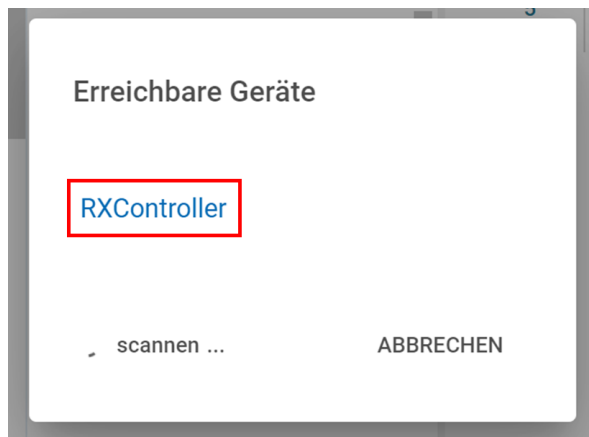 Erreichbare Geräte
RXController
scannen ...
ABBRECHEN